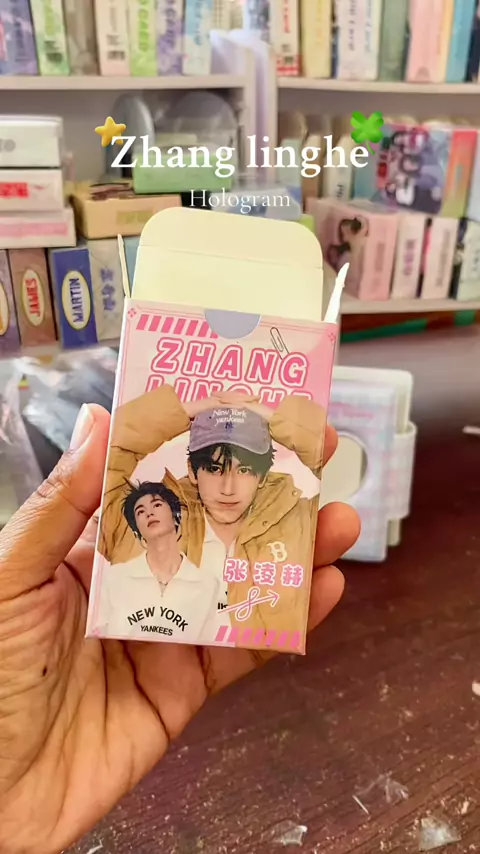 Zhang linghe
Hologram
ZHANG
LINGHE
New York
yankees
张凌赫
B
NEW YORK
YANKEES
JAMES
MARTIN